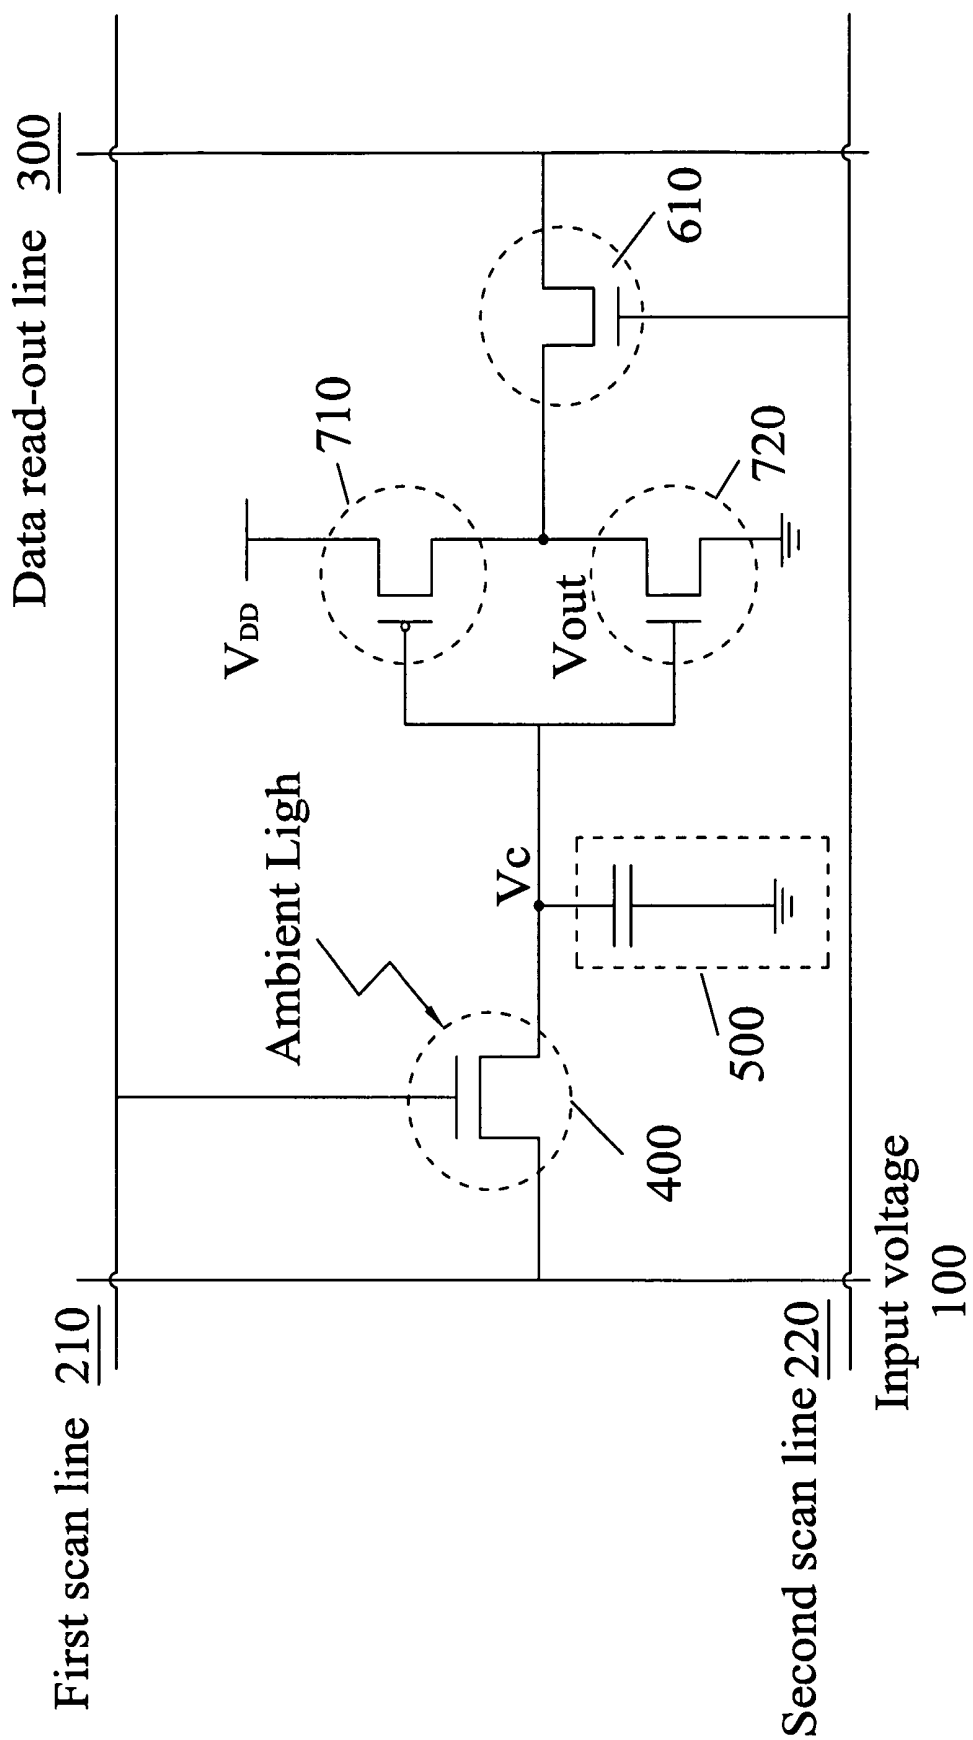 Data read-out line 300
First scan line 210
VDD
710
610
Ambient Ligh
Vout
720
Vc
400
500
Second scan line 220
Input voltage
100